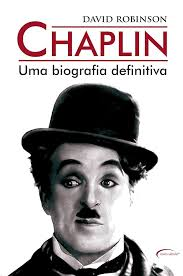 DAVID ROBINSON
CHAPLIN
Uma biografia definitiva